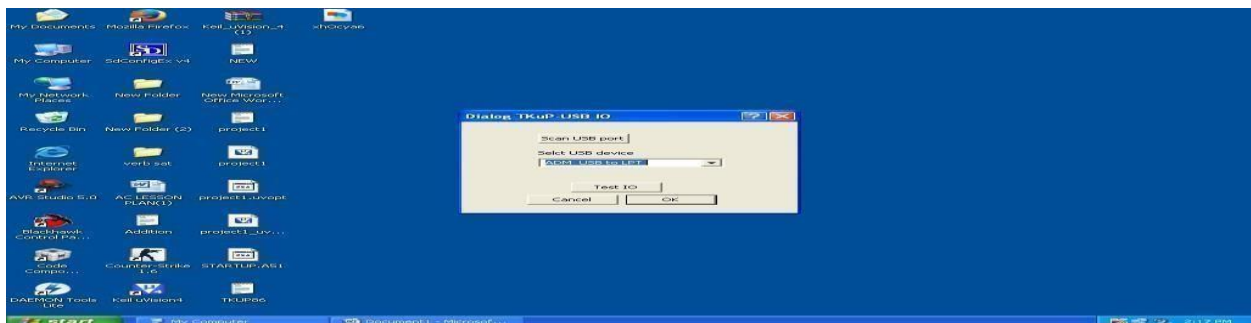 My Documents Mozilla Firefox Keil_uVision_4
(1)
My Computer SdConfigEx v4 NEW
My Network
Places New Folder New Microsoft
Office Wor...
Recycle Bin New Folder (2) project1
Internet
Explorer verb sat project1
AVR Studio 5.0 AC LESSON
PLAN(1) project1.uvopt
Blackhawk
Control Pa... Addition project1_uv...
Code
Compo... Counter-Strike
1.6 STARTUP.A51
DAEMON Tools
Lite Keil uVision4 TKUP86
Dialog TKuP-USB IO
Scan USB port
Selct USB device
ADM USB to LPT
Test IO
Cancel OK
start My Computer Document1 - Microsof... 2:17 PM